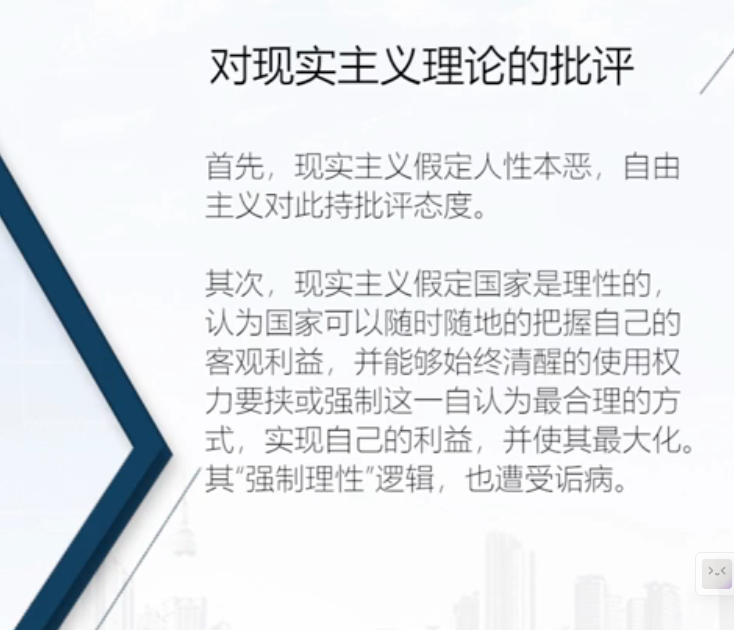 对现实主义理论的批评
首先，现实主义假定人性本恶，自由
主义对此持批评态度。
其次，现实主义假定国家是理性的，
认为国家可以随时随地的把握自己的
客观利益，并能够始终清醒的使用权
力要挟或强制这一自认为最合理的方
式，实现自己的利益，并使其最大化。
其“强制理性”逻辑，也遭受诟病。